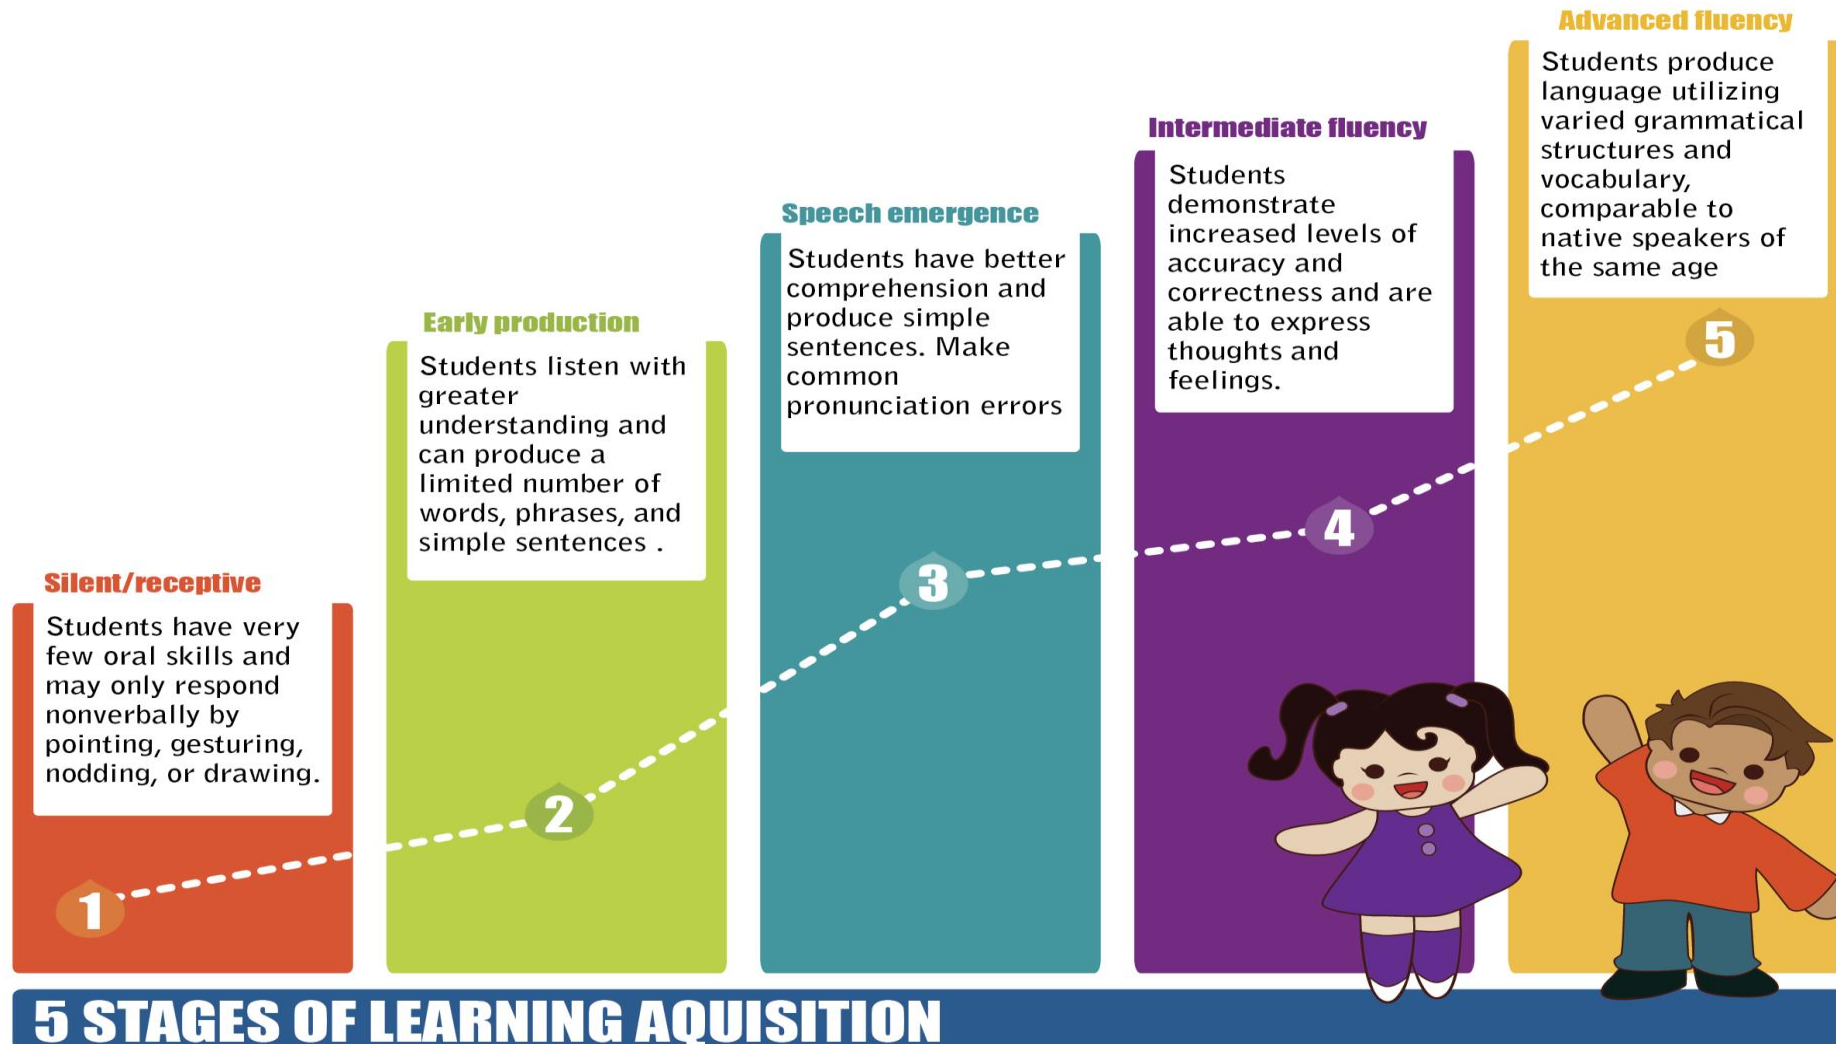 Silent/receptive
Students have very
few oral skills and
may only respond
nonverbally by
pointing, gesturing,
nodding, or drawing.
1
Early production
Students listen with
greater
understanding and
can produce a
limited number of
words, phrases, and
simple sentences .
2
Speech emergence
Students have better
comprehension and
produce simple
sentences. Make
common
pronunciation errors
3
Intermediate fluency
Students
demonstrate
increased levels of
accuracy and
correctness and are
able to express
thoughts and
feelings.
4
Advanced fluency
Students produce
language utilizing
varied grammatical
structures and
vocabulary,
comparable to
native speakers of
the same age
5
5 STAGES OF LEARNING AQUISITION